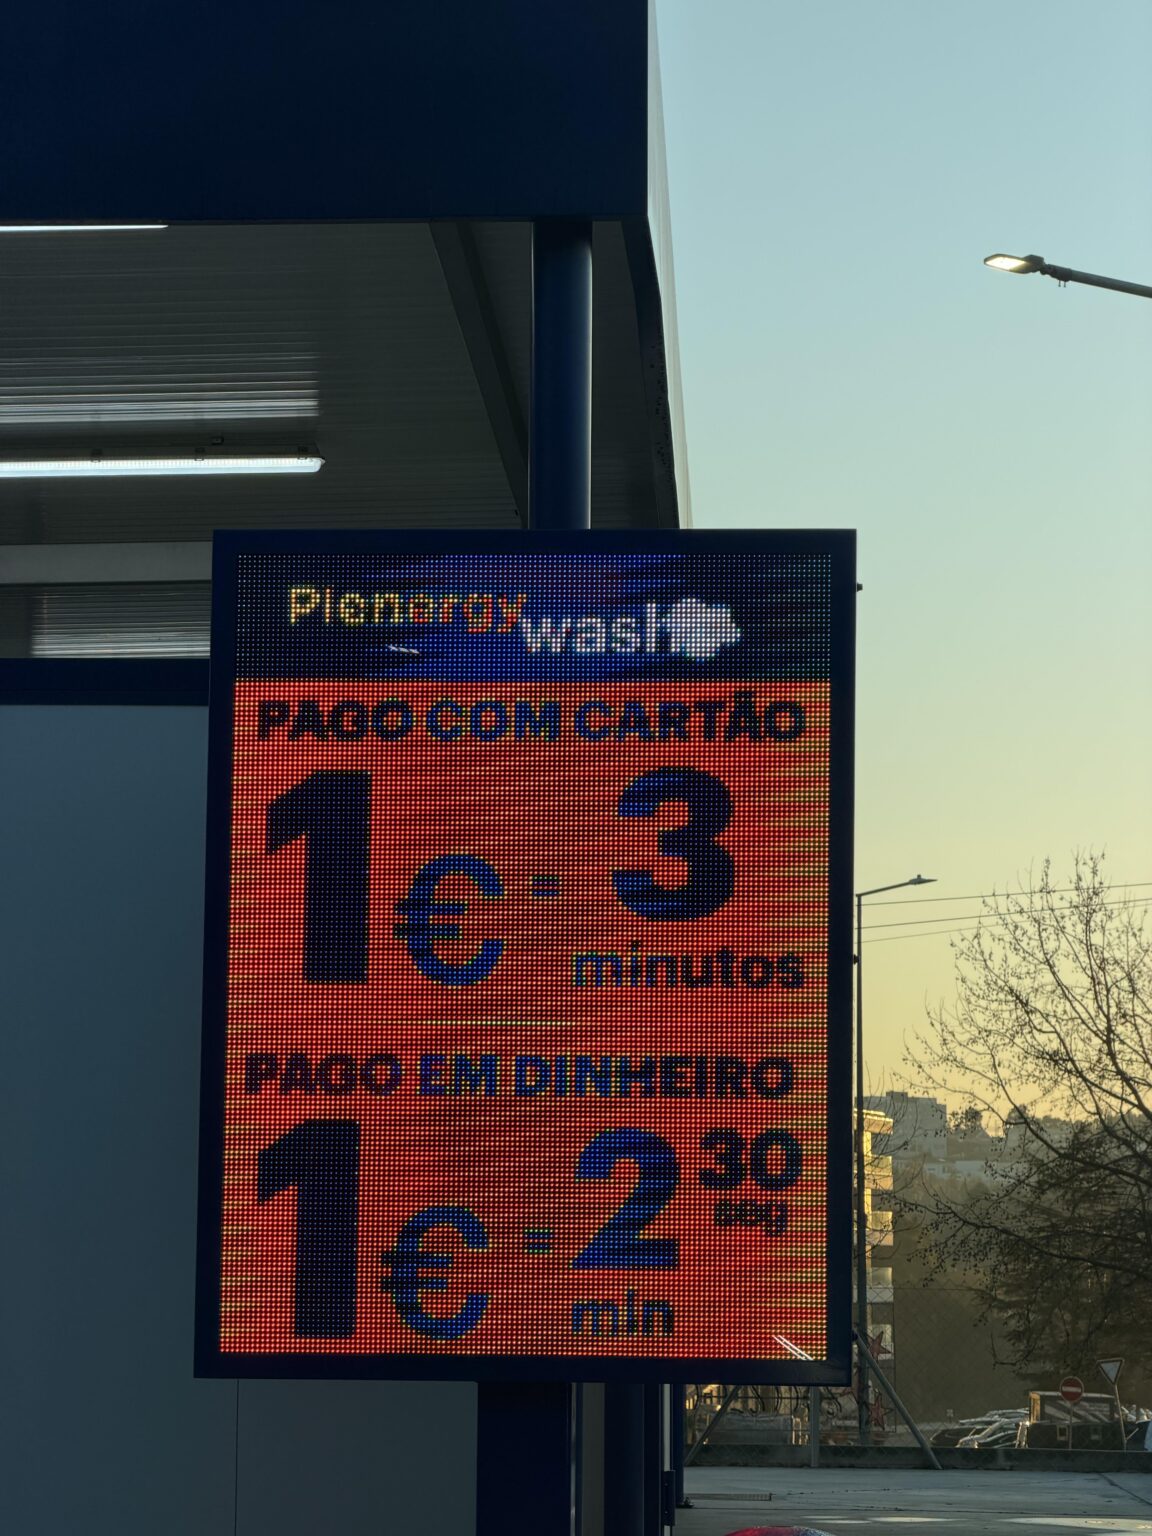 Plenergy
wash
PAGO COM CARTÃO
1€ = 3
minutos
PAGO EM DINHEIRO
1€ = 2 30
seg
min